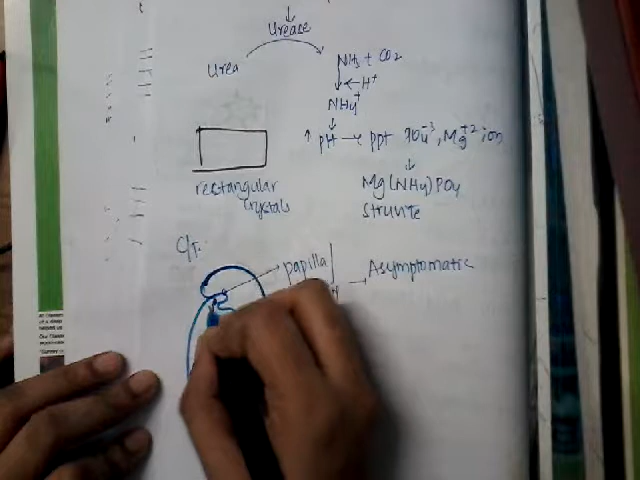 Urease
Urea
NH3 + CO2
← H+
NH4+
↑ pH → ppt PO4-3, Mg+2 ion
rectangular
crystals
Mg(NH4)PO4
struvite
C/F:
papilla
→ Asymptomatic